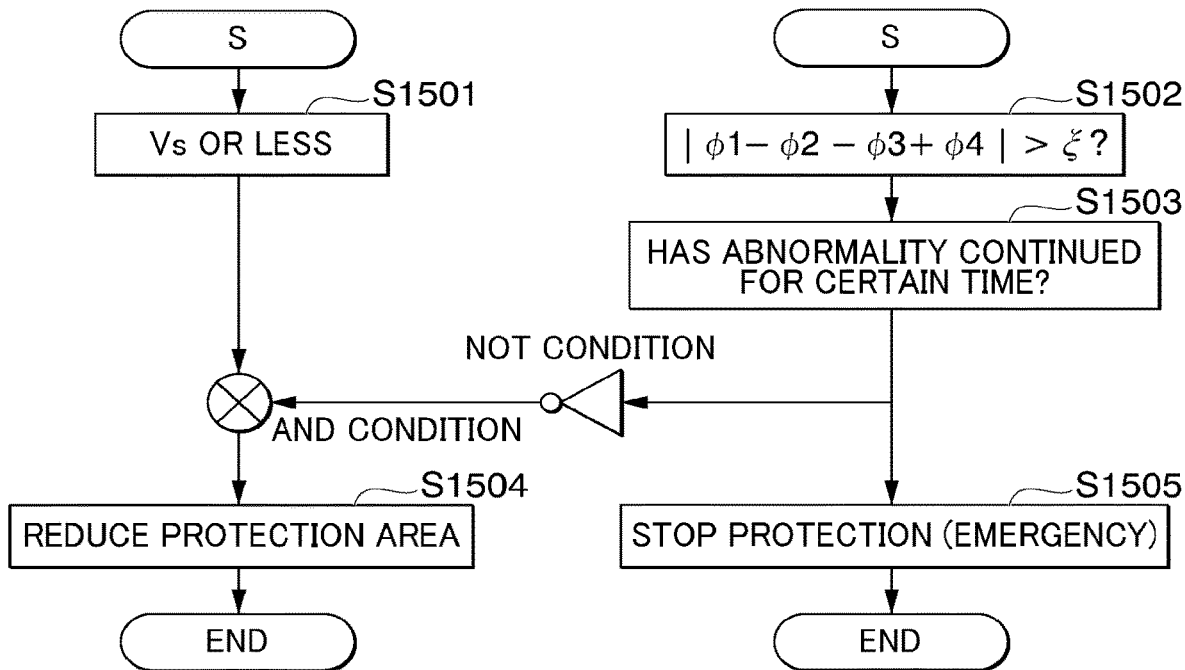 S
S1501
Vs OR LESS
S
S1502
| ϕ1− ϕ2 − ϕ3+ ϕ4 | > ξ?
S1503
HAS ABNORMALITY CONTINUED
FOR CERTAIN TIME?
NOT CONDITION
AND CONDITION
S1504
REDUCE PROTECTION AREA
END
S1505
STOP PROTECTION (EMERGENCY)
END